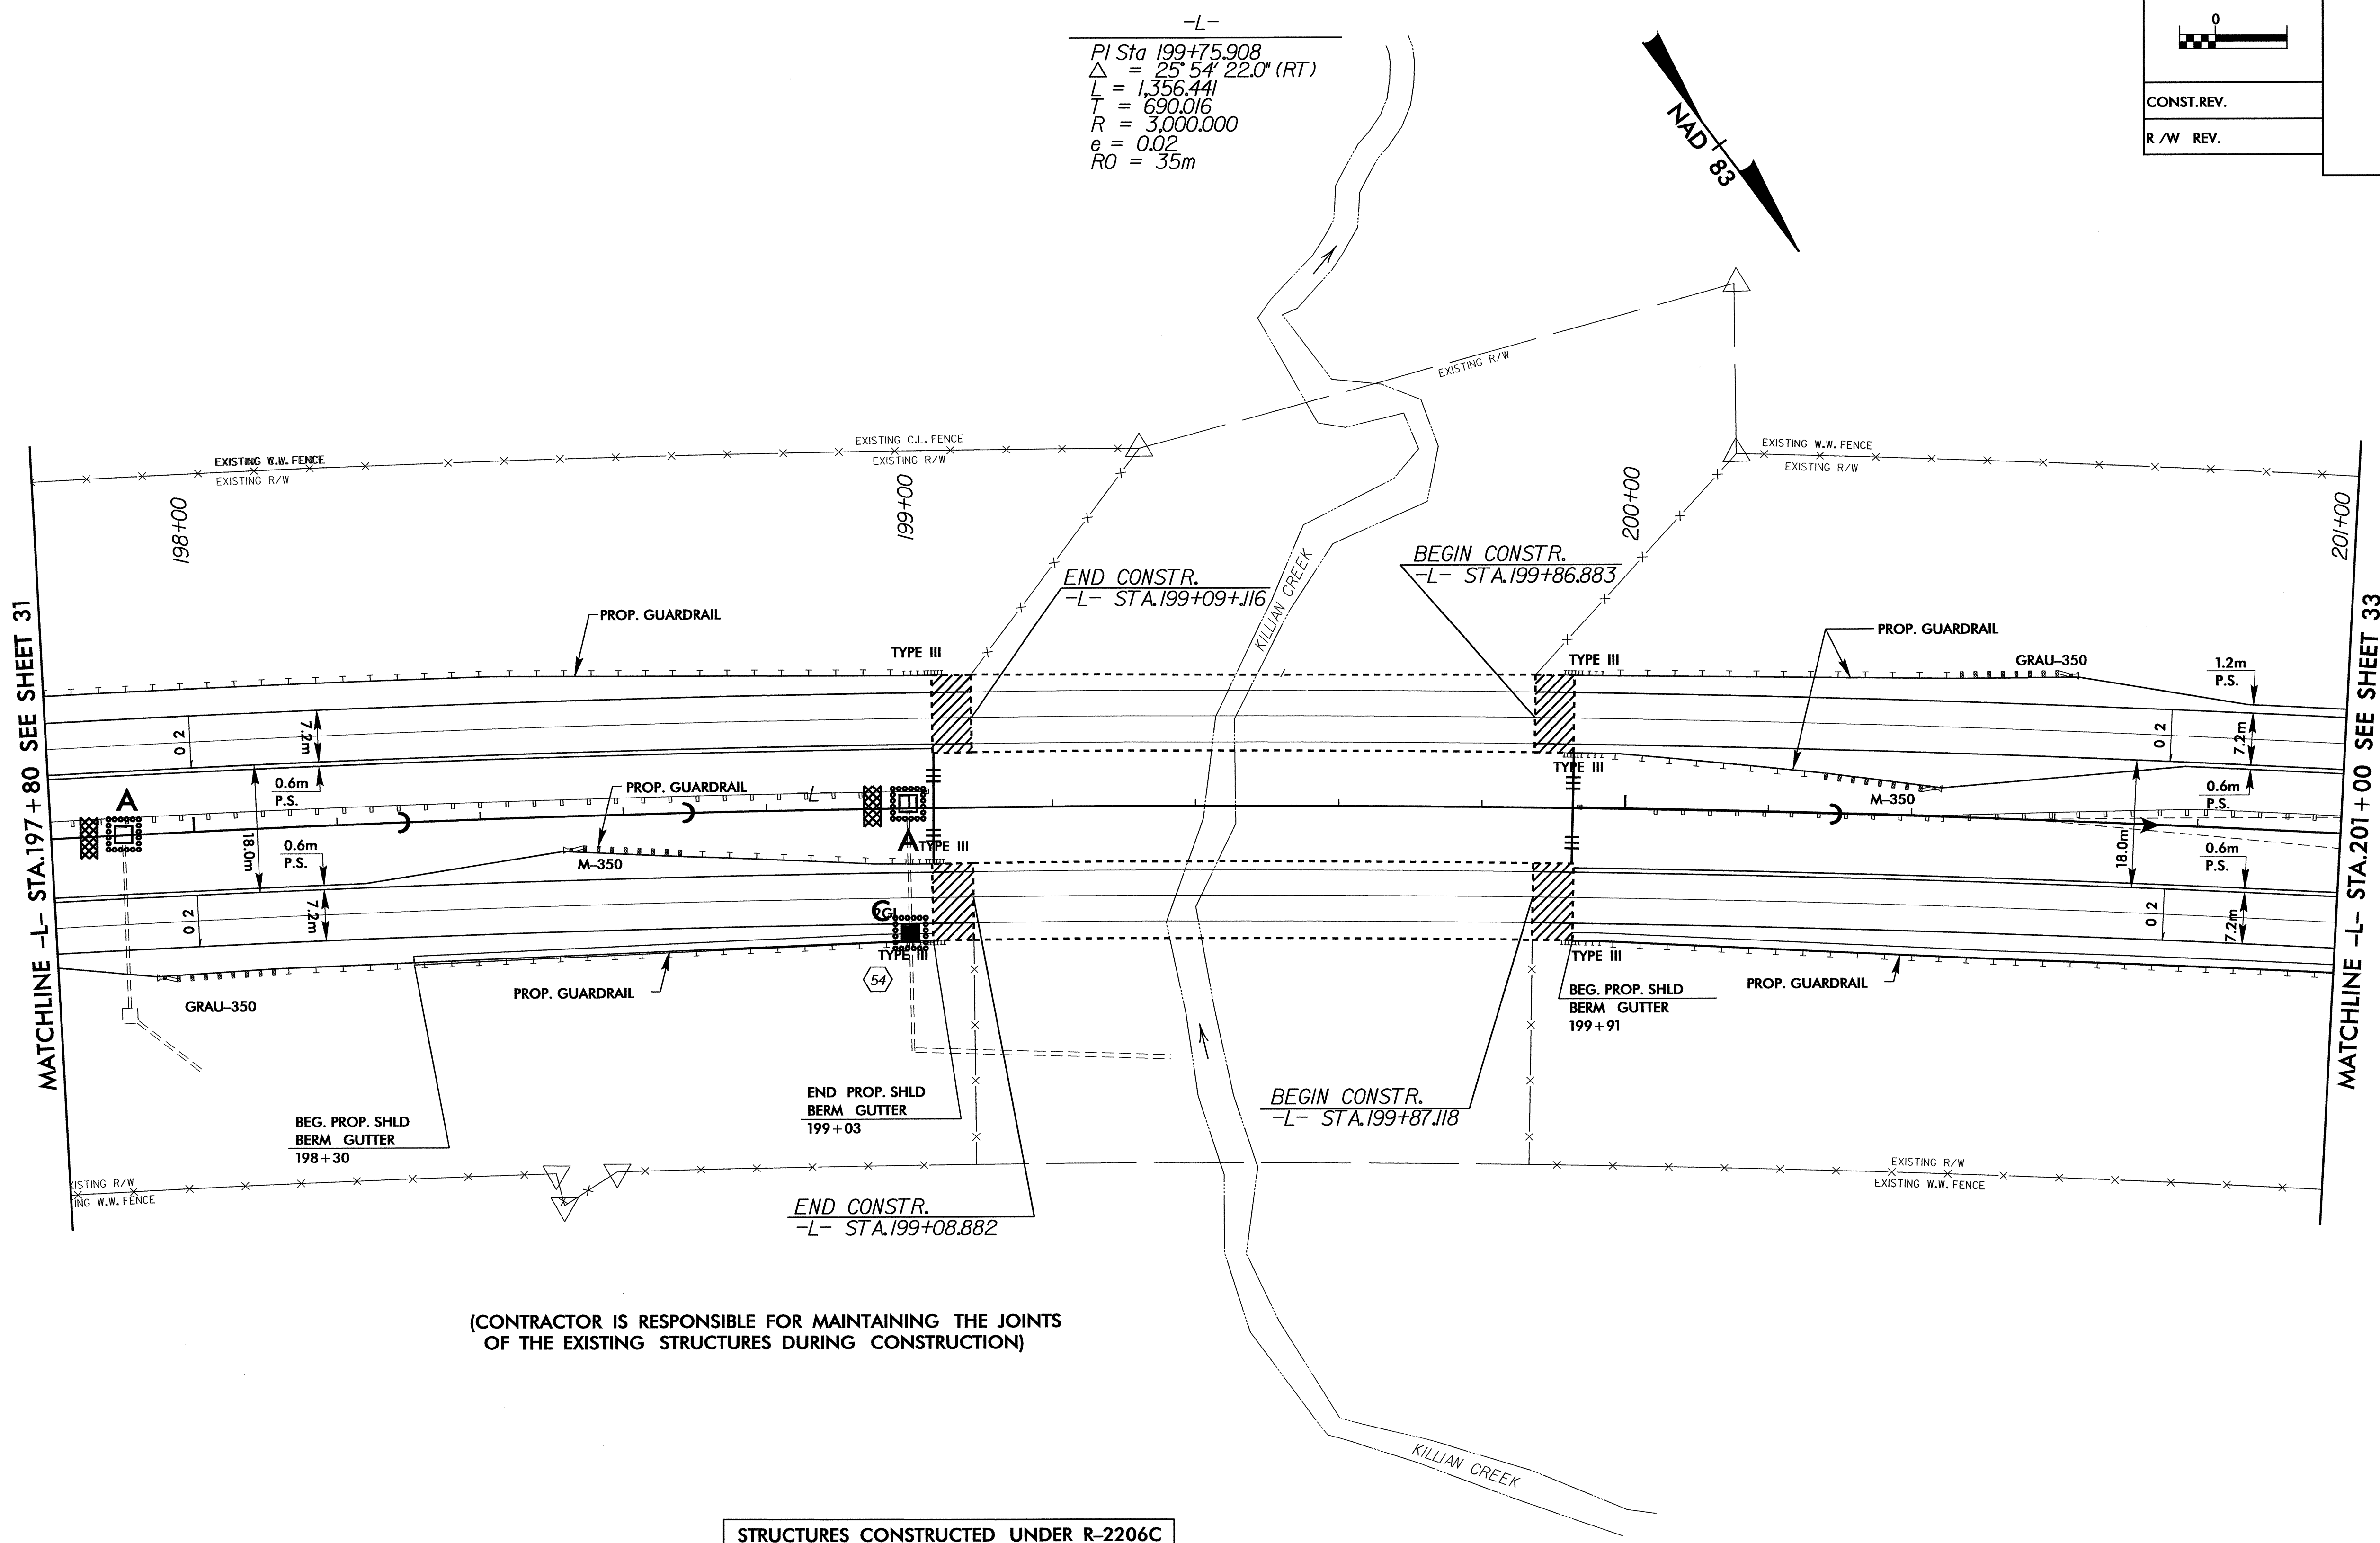 -L-
PI Sta 199+75.908
△ = 25° 54' 22.0" (RT)
L = 1,356.441
T = 690.016
R = 3,000.000
e = 0.02
RO = 35m
NAD 83
0
CONST.REV.
R/W REV.
EXISTING R/W
EXISTING C.L. FENCE
EXISTING R/W
EXISTING W.W. FENCE
EXISTING R/W
EXISTING W.W. FENCE
EXISTING R/W
198+00
199+00
200+00
201+00
MATCHLINE -L- STA.197+80 SEE SHEET 31
MATCHLINE -L- STA.201+00 SEE SHEET 33
END CONSTR.
-L- STA.199+09+.116
KILLIAN CREEK
BEGIN CONSTR.
-L- STA.199+86.883
PROP. GUARDRAIL
TYPE III
TYPE III
PROP. GUARDRAIL
GRAU-350
1.2m
P.S.
0 2
7.2m
0 2
7.2m
0.6m
P.S.
PROP. GUARDRAIL
-L-
TYPE III
M-350
0.6m
P.S.
A
A
18.0m
0.6m
P.S.
M-350
TYPE III
18.0m
0.6m
P.S.
0 2
7.2m
C
2GI
0 2
7.2m
TYPE III
54
TYPE III
GRAU-350
PROP. GUARDRAIL
PROP. GUARDRAIL
BEG. PROP. SHLD
BERM GUTTER
199+91
END PROP. SHLD
BERM GUTTER
199+03
BEGIN CONSTR.
-L- STA.199+87.118
BEG. PROP. SHLD
BERM GUTTER
198+30
XISTING R/W
ING W.W. FENCE
EXISTING R/W
EXISTING W.W. FENCE
END CONSTR.
-L- STA.199+08.882
(CONTRACTOR IS RESPONSIBLE FOR MAINTAINING THE JOINTS
OF THE EXISTING STRUCTURES DURING CONSTRUCTION)
KILLIAN CREEK
STRUCTURES CONSTRUCTED UNDER R-2206C